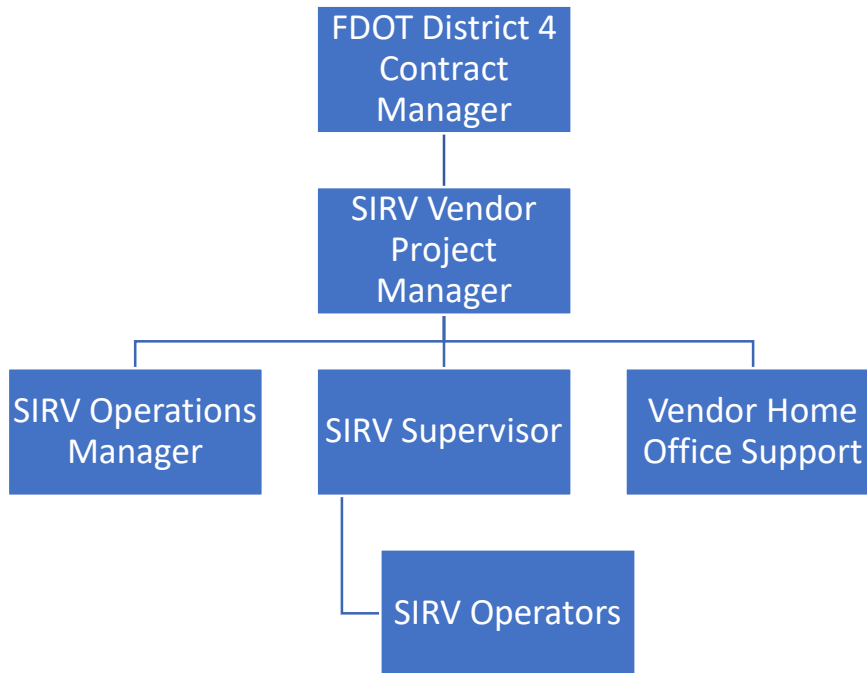 FDOT District 4
Contract
Manager
SIRV Vendor
Project
Manager
SIRV Operations
Manager
SIRV Supervisor
Vendor Home
Office Support
SIRV Operators